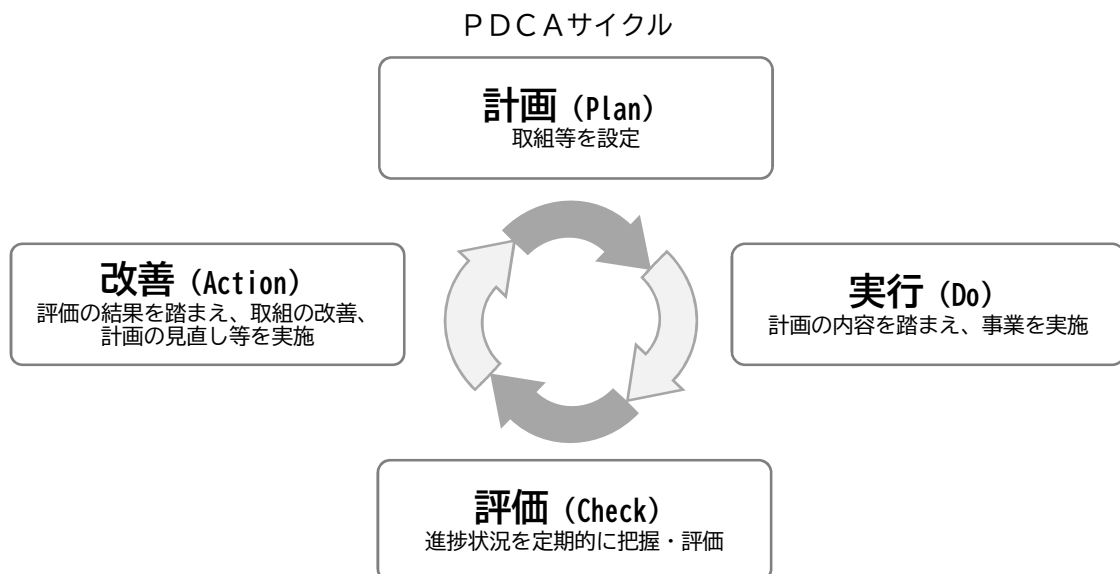 ＰＤＣＡサイクル
計画（Plan）
取組等を設定
改善（Action）
評価の結果を踏まえ、取組の改善、
計画の見直し等を実施
実行（Do）
計画の内容を踏まえ、事業を実施
評価（Check）
進捗状況を定期的に把握・評価